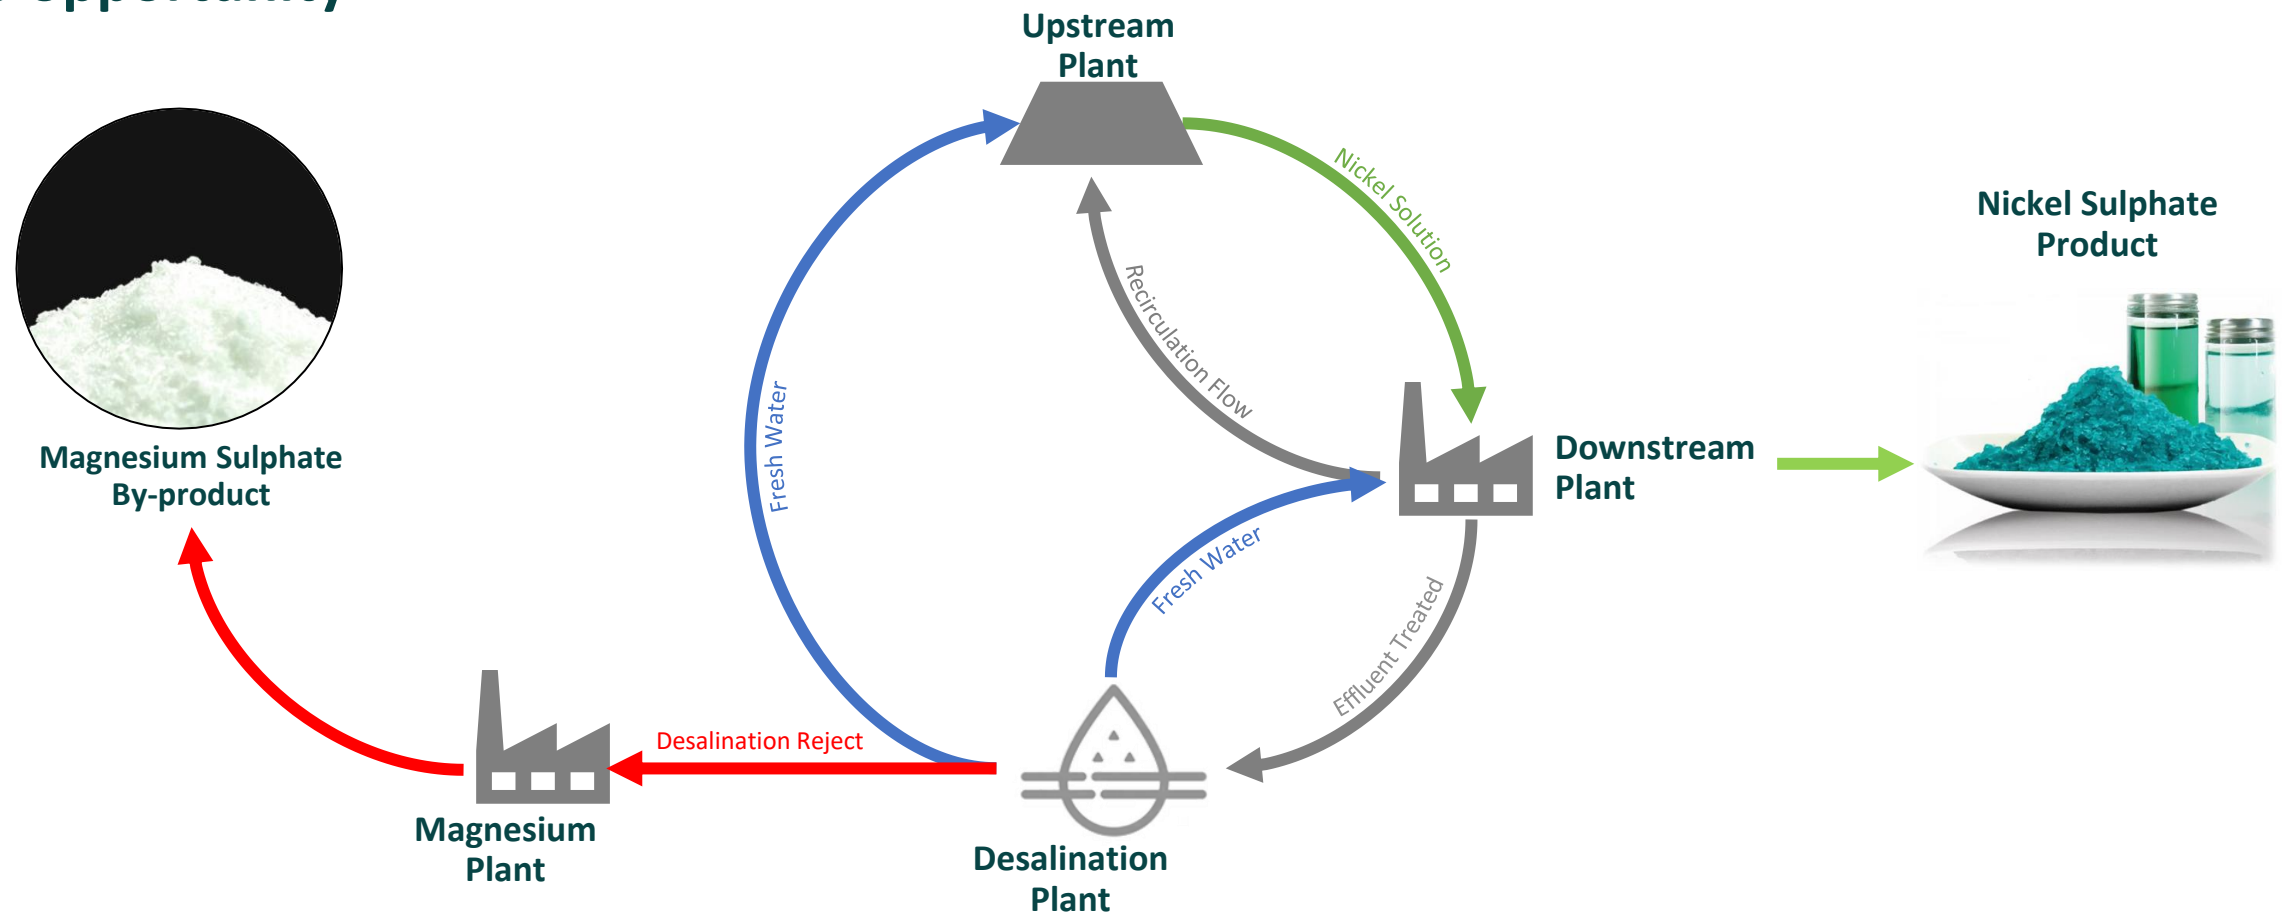 Opportunity
Upstream
Plant
Nickel Solution
Nickel Sulphate
Product
Recirculation Flow
Fresh Water
Magnesium Sulphate
By-product
Downstream
Plant
Fresh Water
Effluent Treated
Desalination Reject
Magnesium
Plant
Desalination
Plant